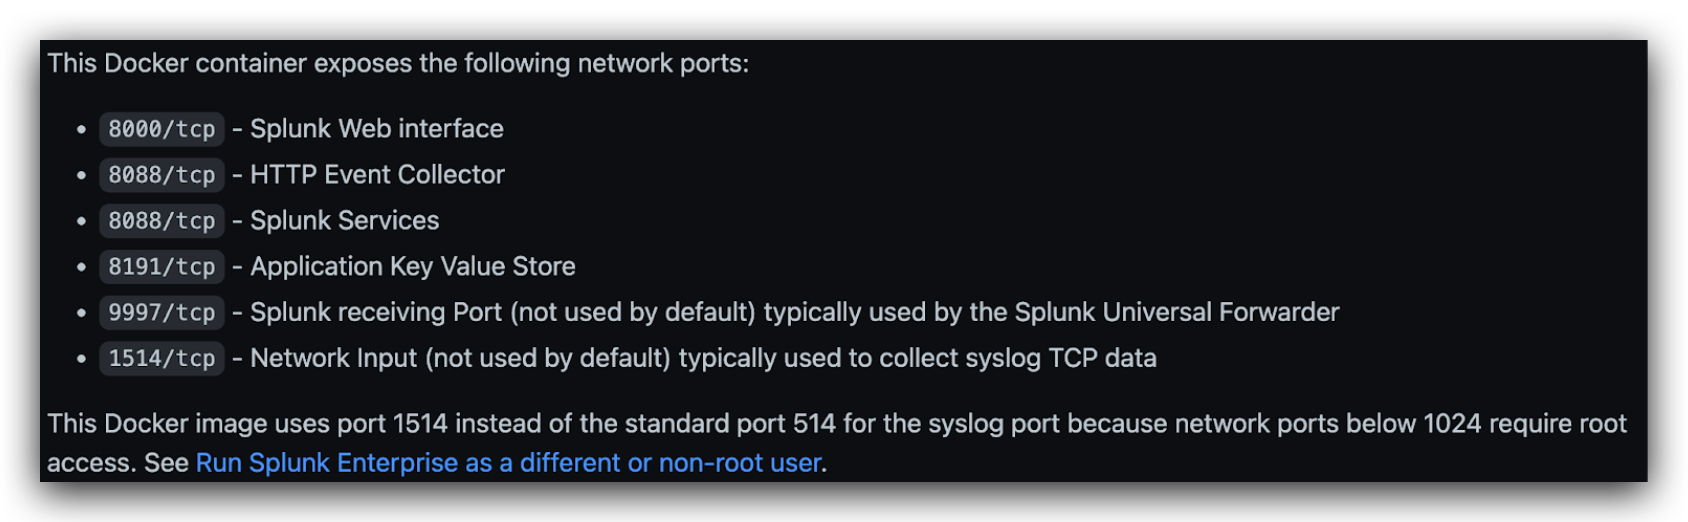 This Docker container exposes the following network ports:
• 8000/tcp - Splunk Web interface
• 8088/tcp - HTTP Event Collector
• 8088/tcp - Splunk Services
• 8191/tcp - Application Key Value Store
• 9997/tcp - Splunk receiving Port (not used by default) typically used by the Splunk Universal Forwarder
• 1514/tcp - Network Input (not used by default) typically used to collect syslog TCP data
This Docker image uses port 1514 instead of the standard port 514 for the syslog port because network ports below 1024 require root
access. See Run Splunk Enterprise as a different or non-root user.